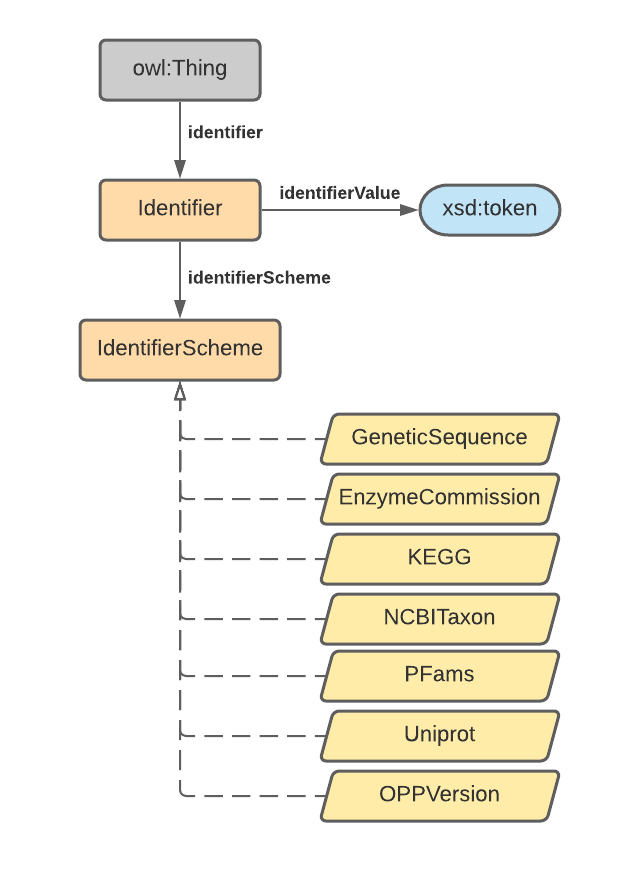 owl:Thing
identifier
identifierValue
Identifier
xsd:token
identifierScheme
IdentifierScheme
GeneticSequence
EnzymeCommission
KEGG
NCBITaxon
PFams
Uniprot
OPPVersion